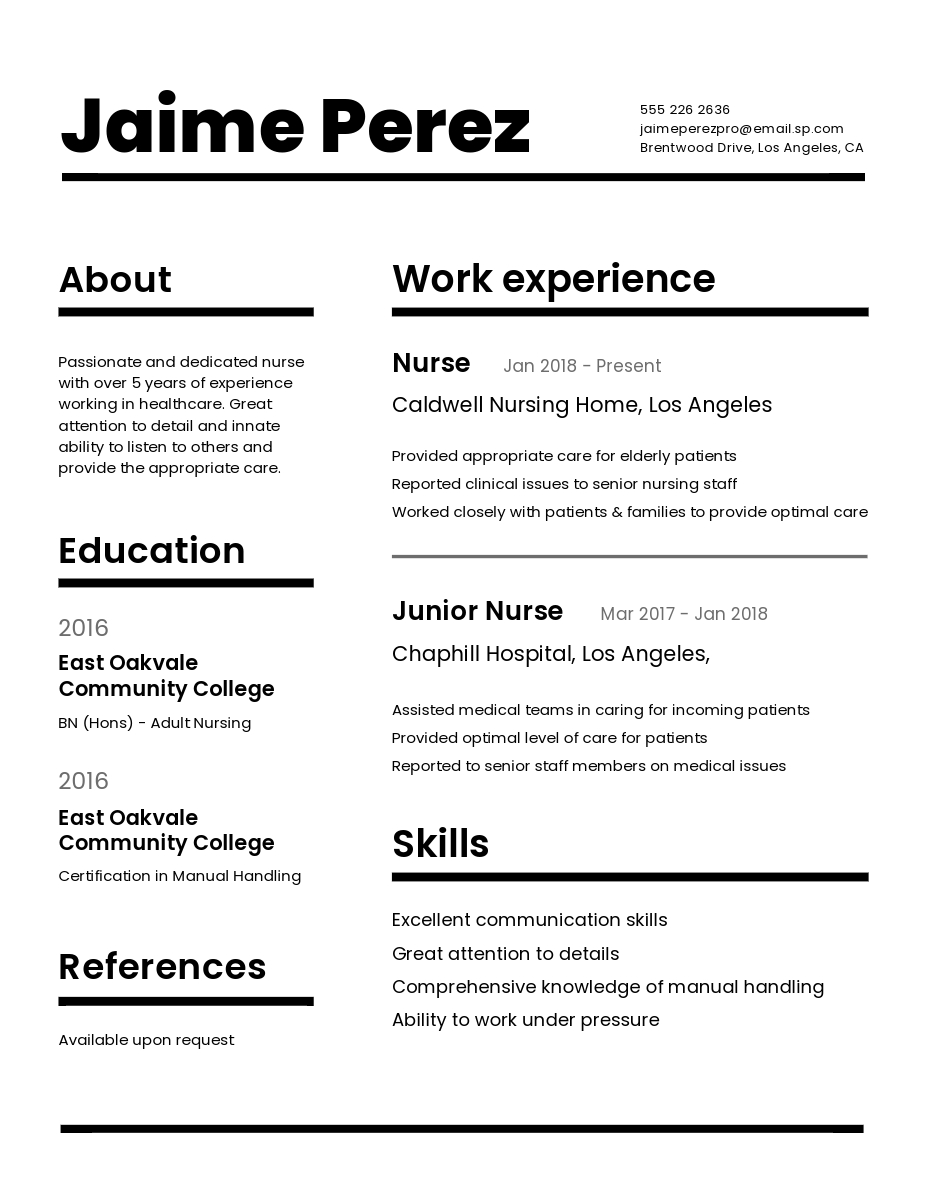 Jaime Perez
555 226 2636
jaimeperezpro@email.sp.com
Brentwood Drive, Los Angeles, CA
About
Passionate and dedicated nurse
with over 5 years of experience
working in healthcare. Great
attention to detail and innate
ability to listen to others and
provide the appropriate care.
Education
2016
East Oakvale
Community College
BN (Hons) - Adult Nursing
2016
East Oakvale
Community College
Certification in Manual Handling
References
Available upon request
Work experience
Nurse Jan 2018 - Present
Caldwell Nursing Home, Los Angeles
Provided appropriate care for elderly patients
Reported clinical issues to senior nursing staff
Worked closely with patients & families to provide optimal care
Junior Nurse Mar 2017 - Jan 2018
Chaphill Hospital, Los Angeles,
Assisted medical teams in caring for incoming patients
Provided optimal level of care for patients
Reported to senior staff members on medical issues
Skills
Excellent communication skills
Great attention to details
Comprehensive knowledge of manual handling
Ability to work under pressure